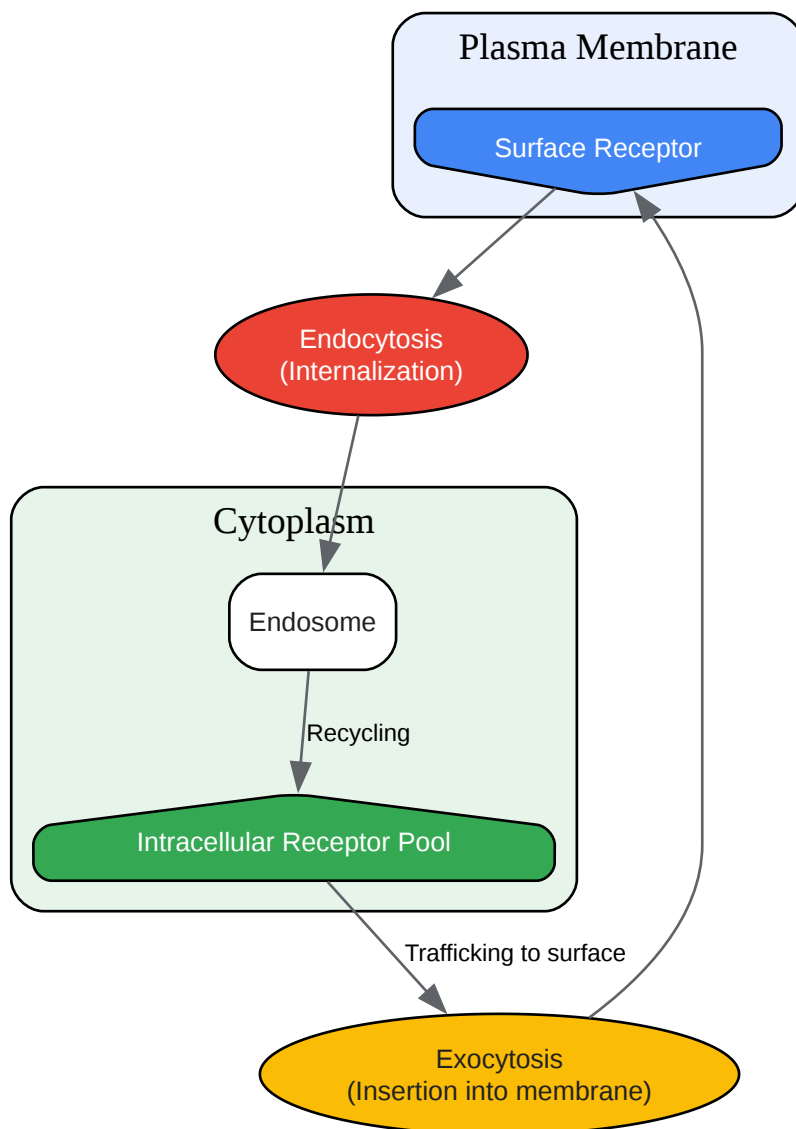 Plasma Membrane
Surface Receptor
Endocytosis
(Internalization)
Cytoplasm
Endosome
Recycling
Intracellular Receptor Pool
Trafficking to surface
Exocytosis
(Insertion into membrane)